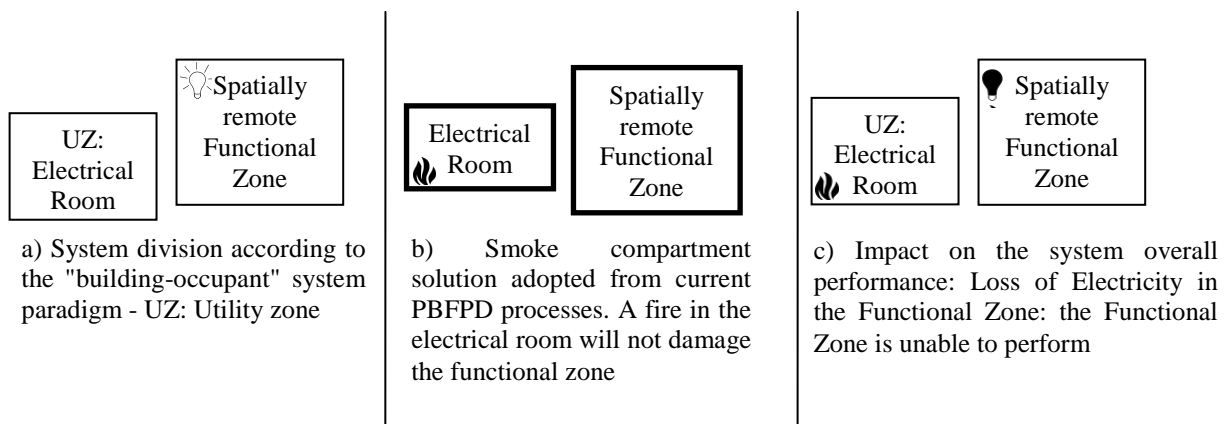 UZ:
Electrical
Room
Spatially
remote
Functional
Zone
a) System division according to
the "building-occupant" system
paradigm - UZ: Utility zone
Electrical
Room
Spatially
remote
Functional
Zone
b) Smoke compartment
solution adopted from current
PBFPD processes. A fire in the
electrical room will not damage
the functional zone
UZ:
Electrical
Room
Spatially
remote
Functional
Zone
c) Impact on the system overall
performance: Loss of Electricity in
the Functional Zone: the Functional
Zone is unable to perform